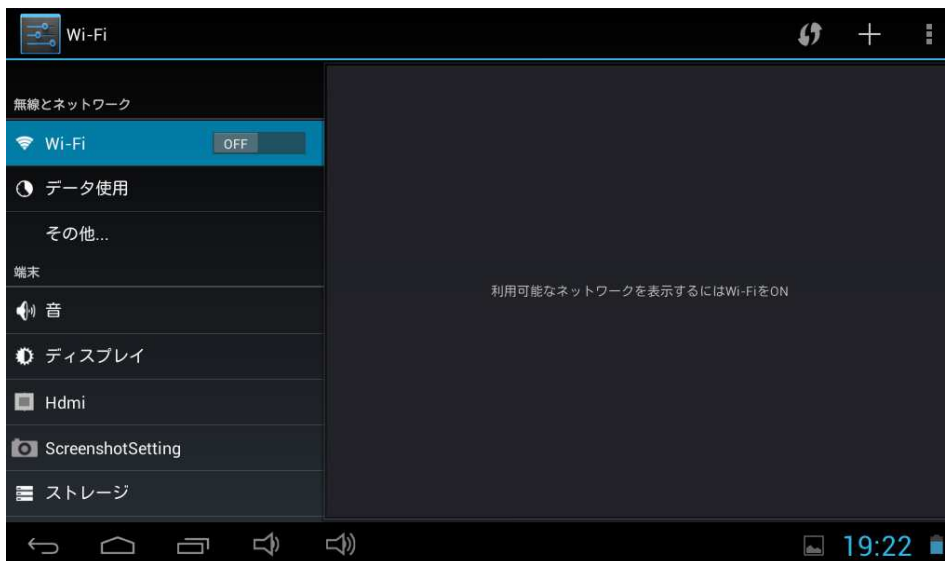 Wi-Fi
無線とネットワーク
Wi-Fi
OFF
データ使用
その他...
端末
音
ディスプレイ
Hdmi
ScreenshotSetting
ストレージ
利用可能なネットワークを表示するにはWi-FiをON
19:22